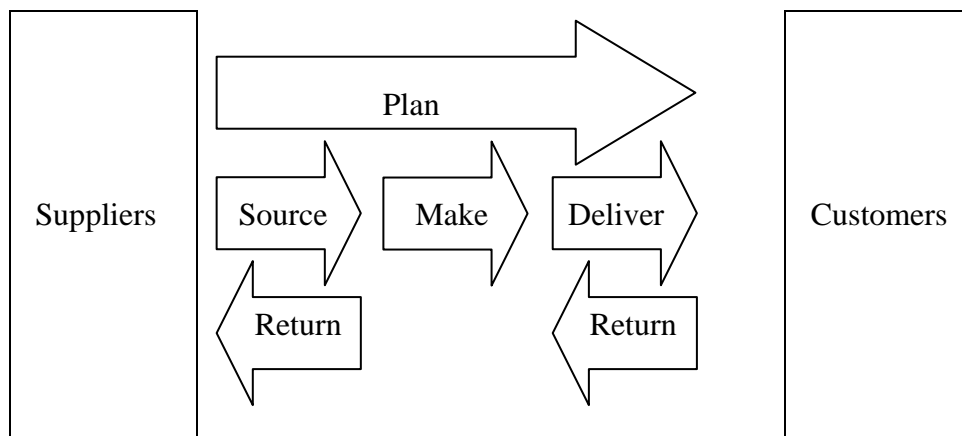 Plan
Suppliers
Source
Make
Deliver
Customers
Return
Return